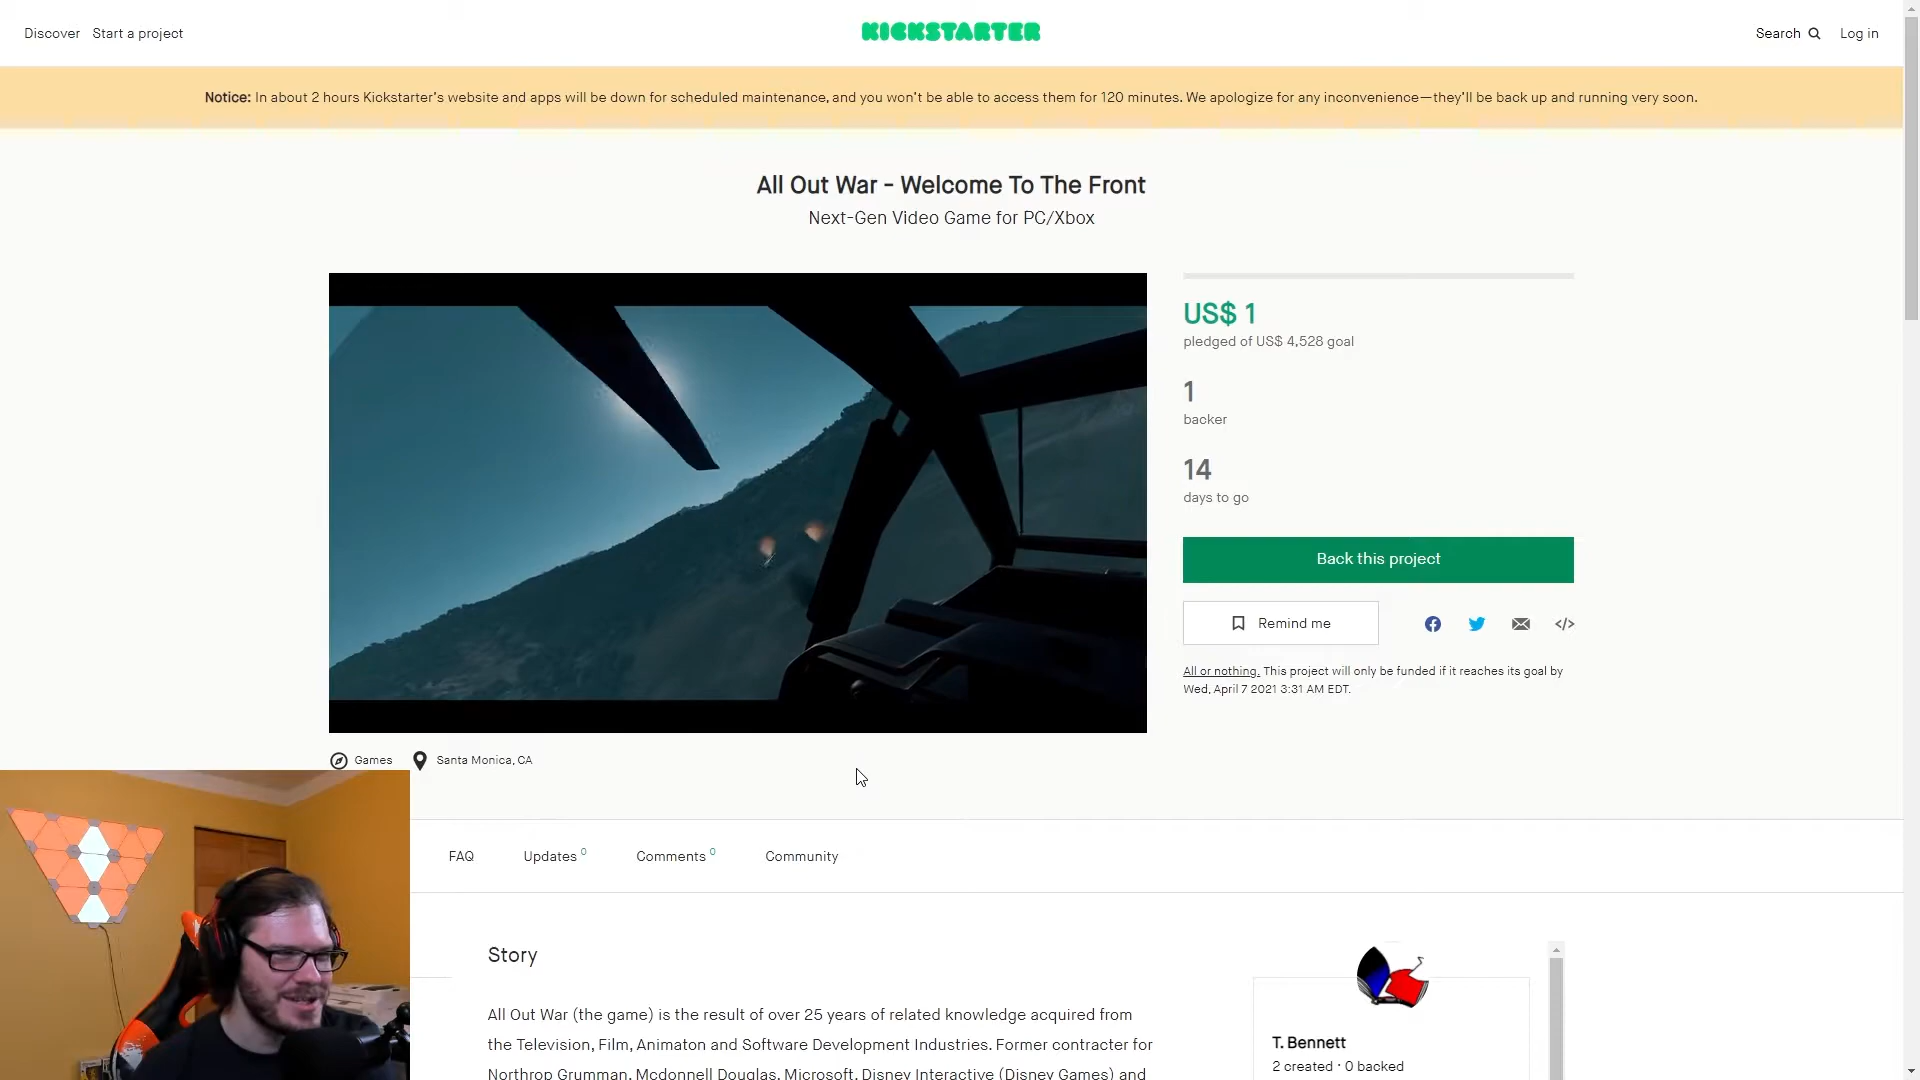 Discover Start a project
KICKSTARTER
Search Log in
Notice: In about 2 hours Kickstarter's website and apps will be down for scheduled maintenance, and you won't be able to access them for 120 minutes. We apologize for any inconvenience—they'll be back up and running very soon.
All Out War - Welcome To The Front
Next-Gen Video Game for PC/Xbox
US$ 1
pledged of US$ 4,528 goal
1
backer
14
days to go
Back this project
Remind me
All or nothing. This project will only be funded if it reaches its goal by
Wed, April 7 2021 3:31 AM EDT.
Games Santa Monica, CA
FAQ Updates 0 Comments 0 Community
Story
All Out War (the game) is the result of over 25 years of related knowledge acquired from
the Television, Film, Animaton and Software Development Industries. Former contracter for
Northrop Grumman, Mcdonnell Douglas, Microsoft, Disney Interactive (Disney Games) and
T. Bennett
2 created · 0 backed